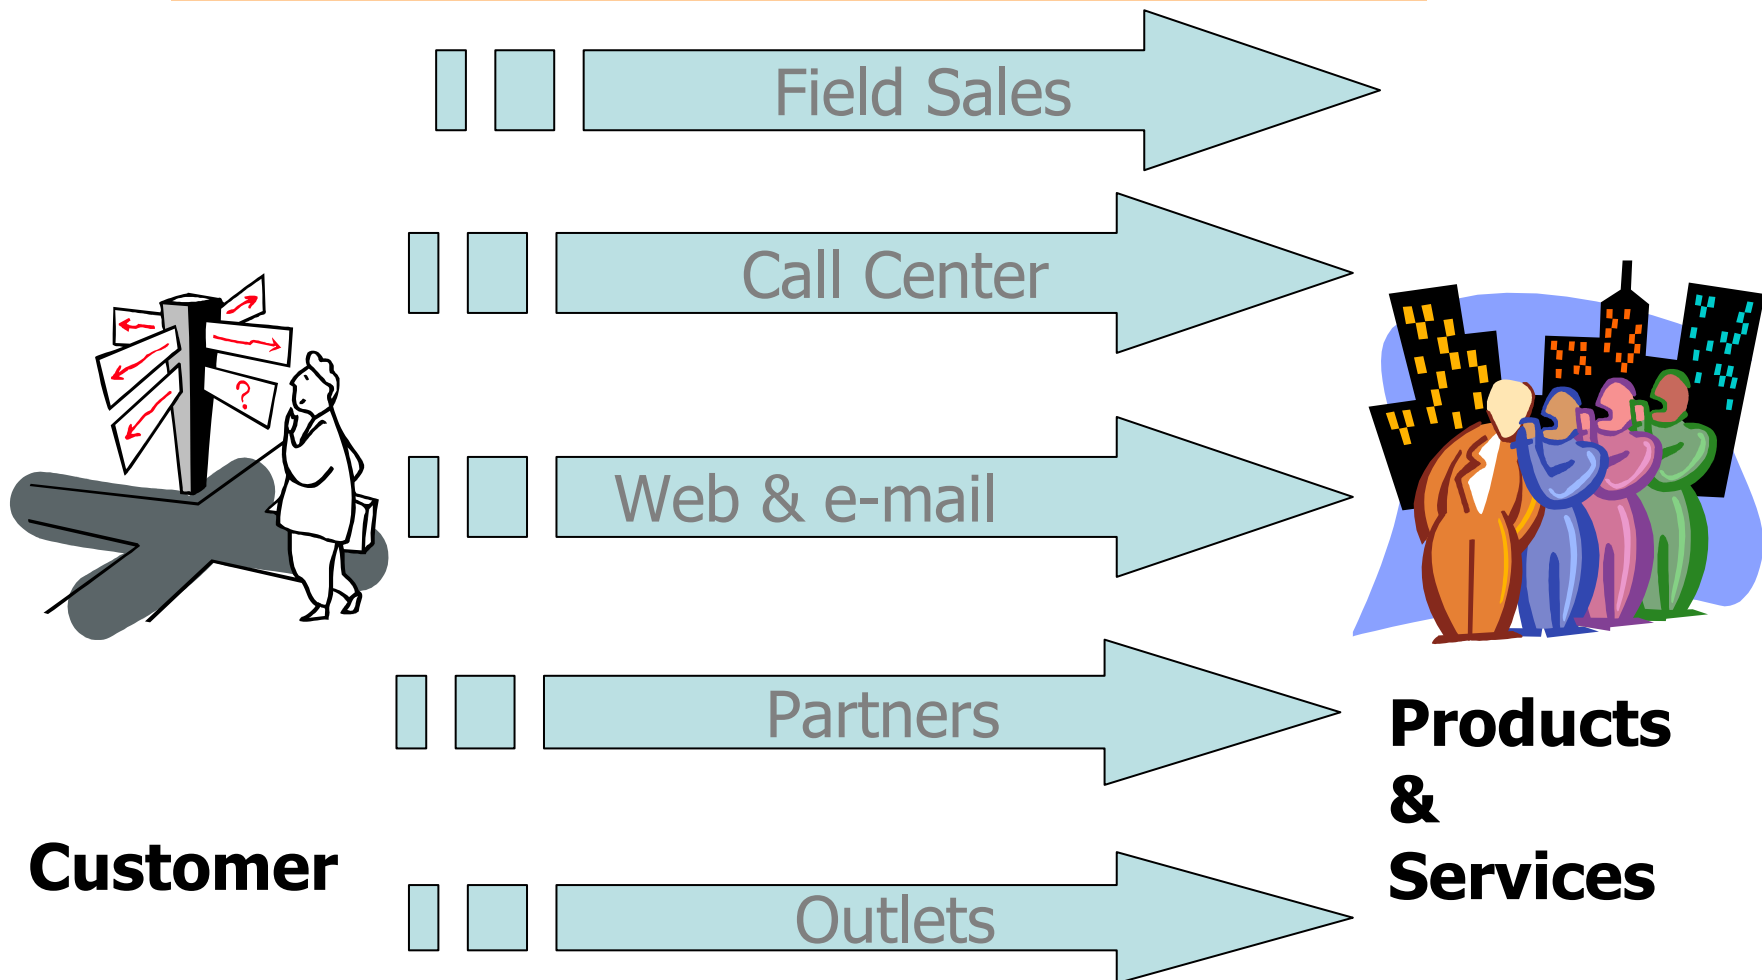 Field Sales
Call Center
?
Web & e-mail
Partners
Products
&
Services
Customer
Outlets